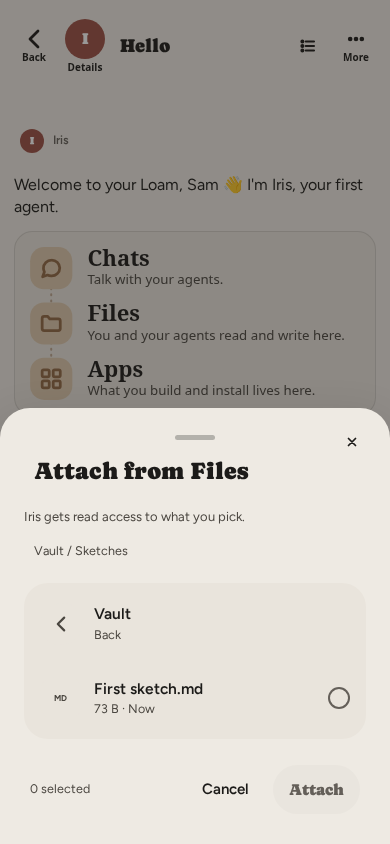 Back
I
Details
Hello
More
I
Iris
Welcome to your Loam, Sam 👋 I'm Iris, your first
agent.
Chats
Talk with your agents.
Files
You and your agents read and write here.
Apps
What you build and install lives here.
Attach from Files
Iris gets read access to what you pick.
Vault / Sketches
Vault
Back
MD
First sketch.md
73 B · Now
0 selected
Cancel
Attach